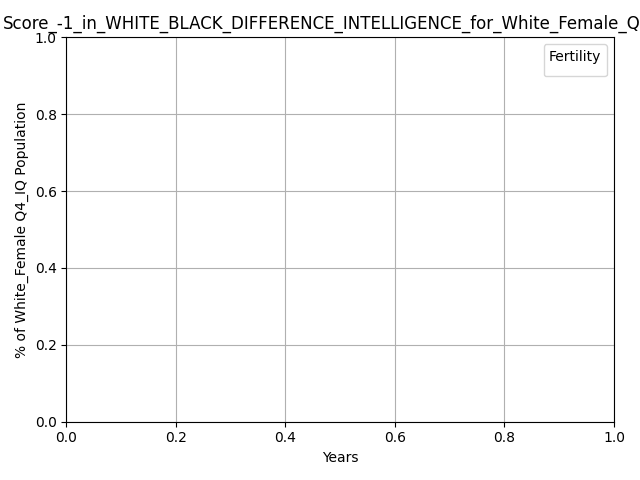 Score_-1_in_WHITE_BLACK_DIFFERENCE_INTELLIGENCE_for_White_Female_Q
Fertility
% of White_Female Q4_IQ Population
1.0
0.8
0.6
0.4
0.2
0.0
0.0 0.2 0.4 0.6 0.8 1.0
Years